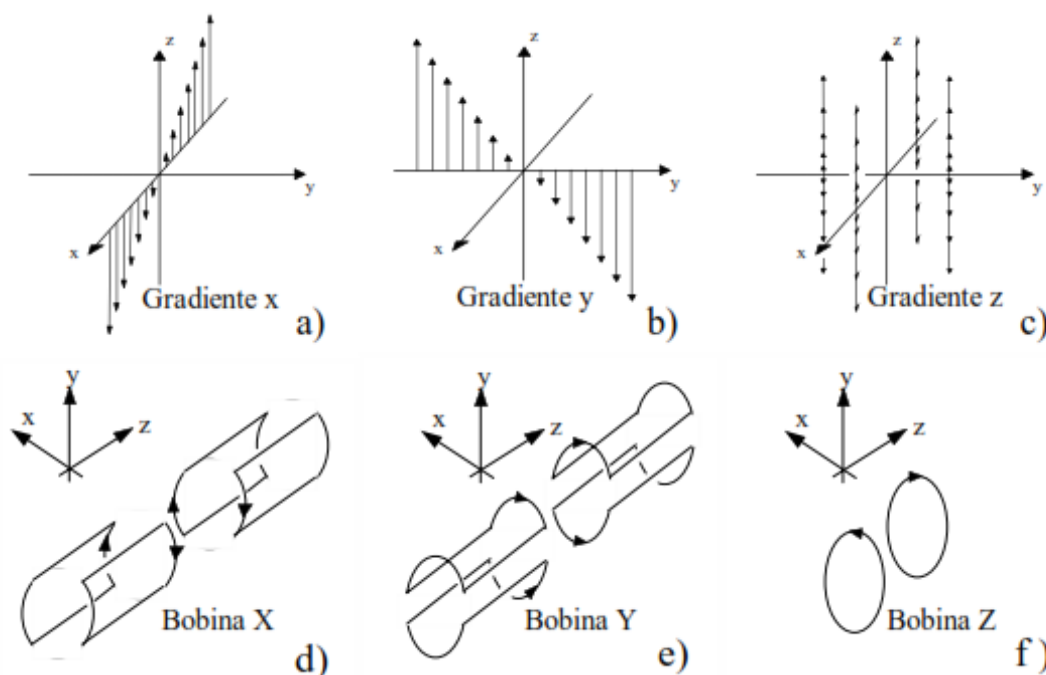 z
y
x
Gradiente x
a)
z
y
x
Gradiente y
b)
z
y
x
Gradiente z
c)
y
x
z
Bobina X
d)
y
x
z
Bobina Y
e)
y
x
z
Bobina Z
f)